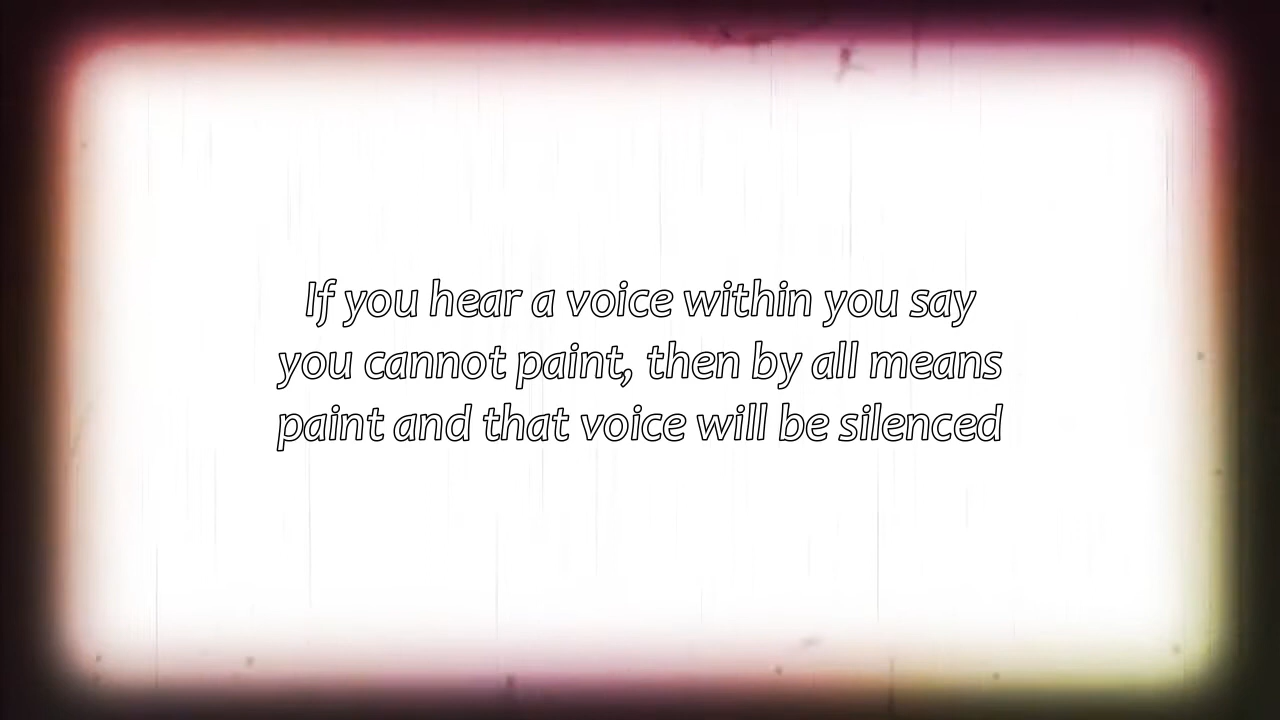 If you hear a voice within you say
you cannot paint, then by all means
paint and that voice will be silenced